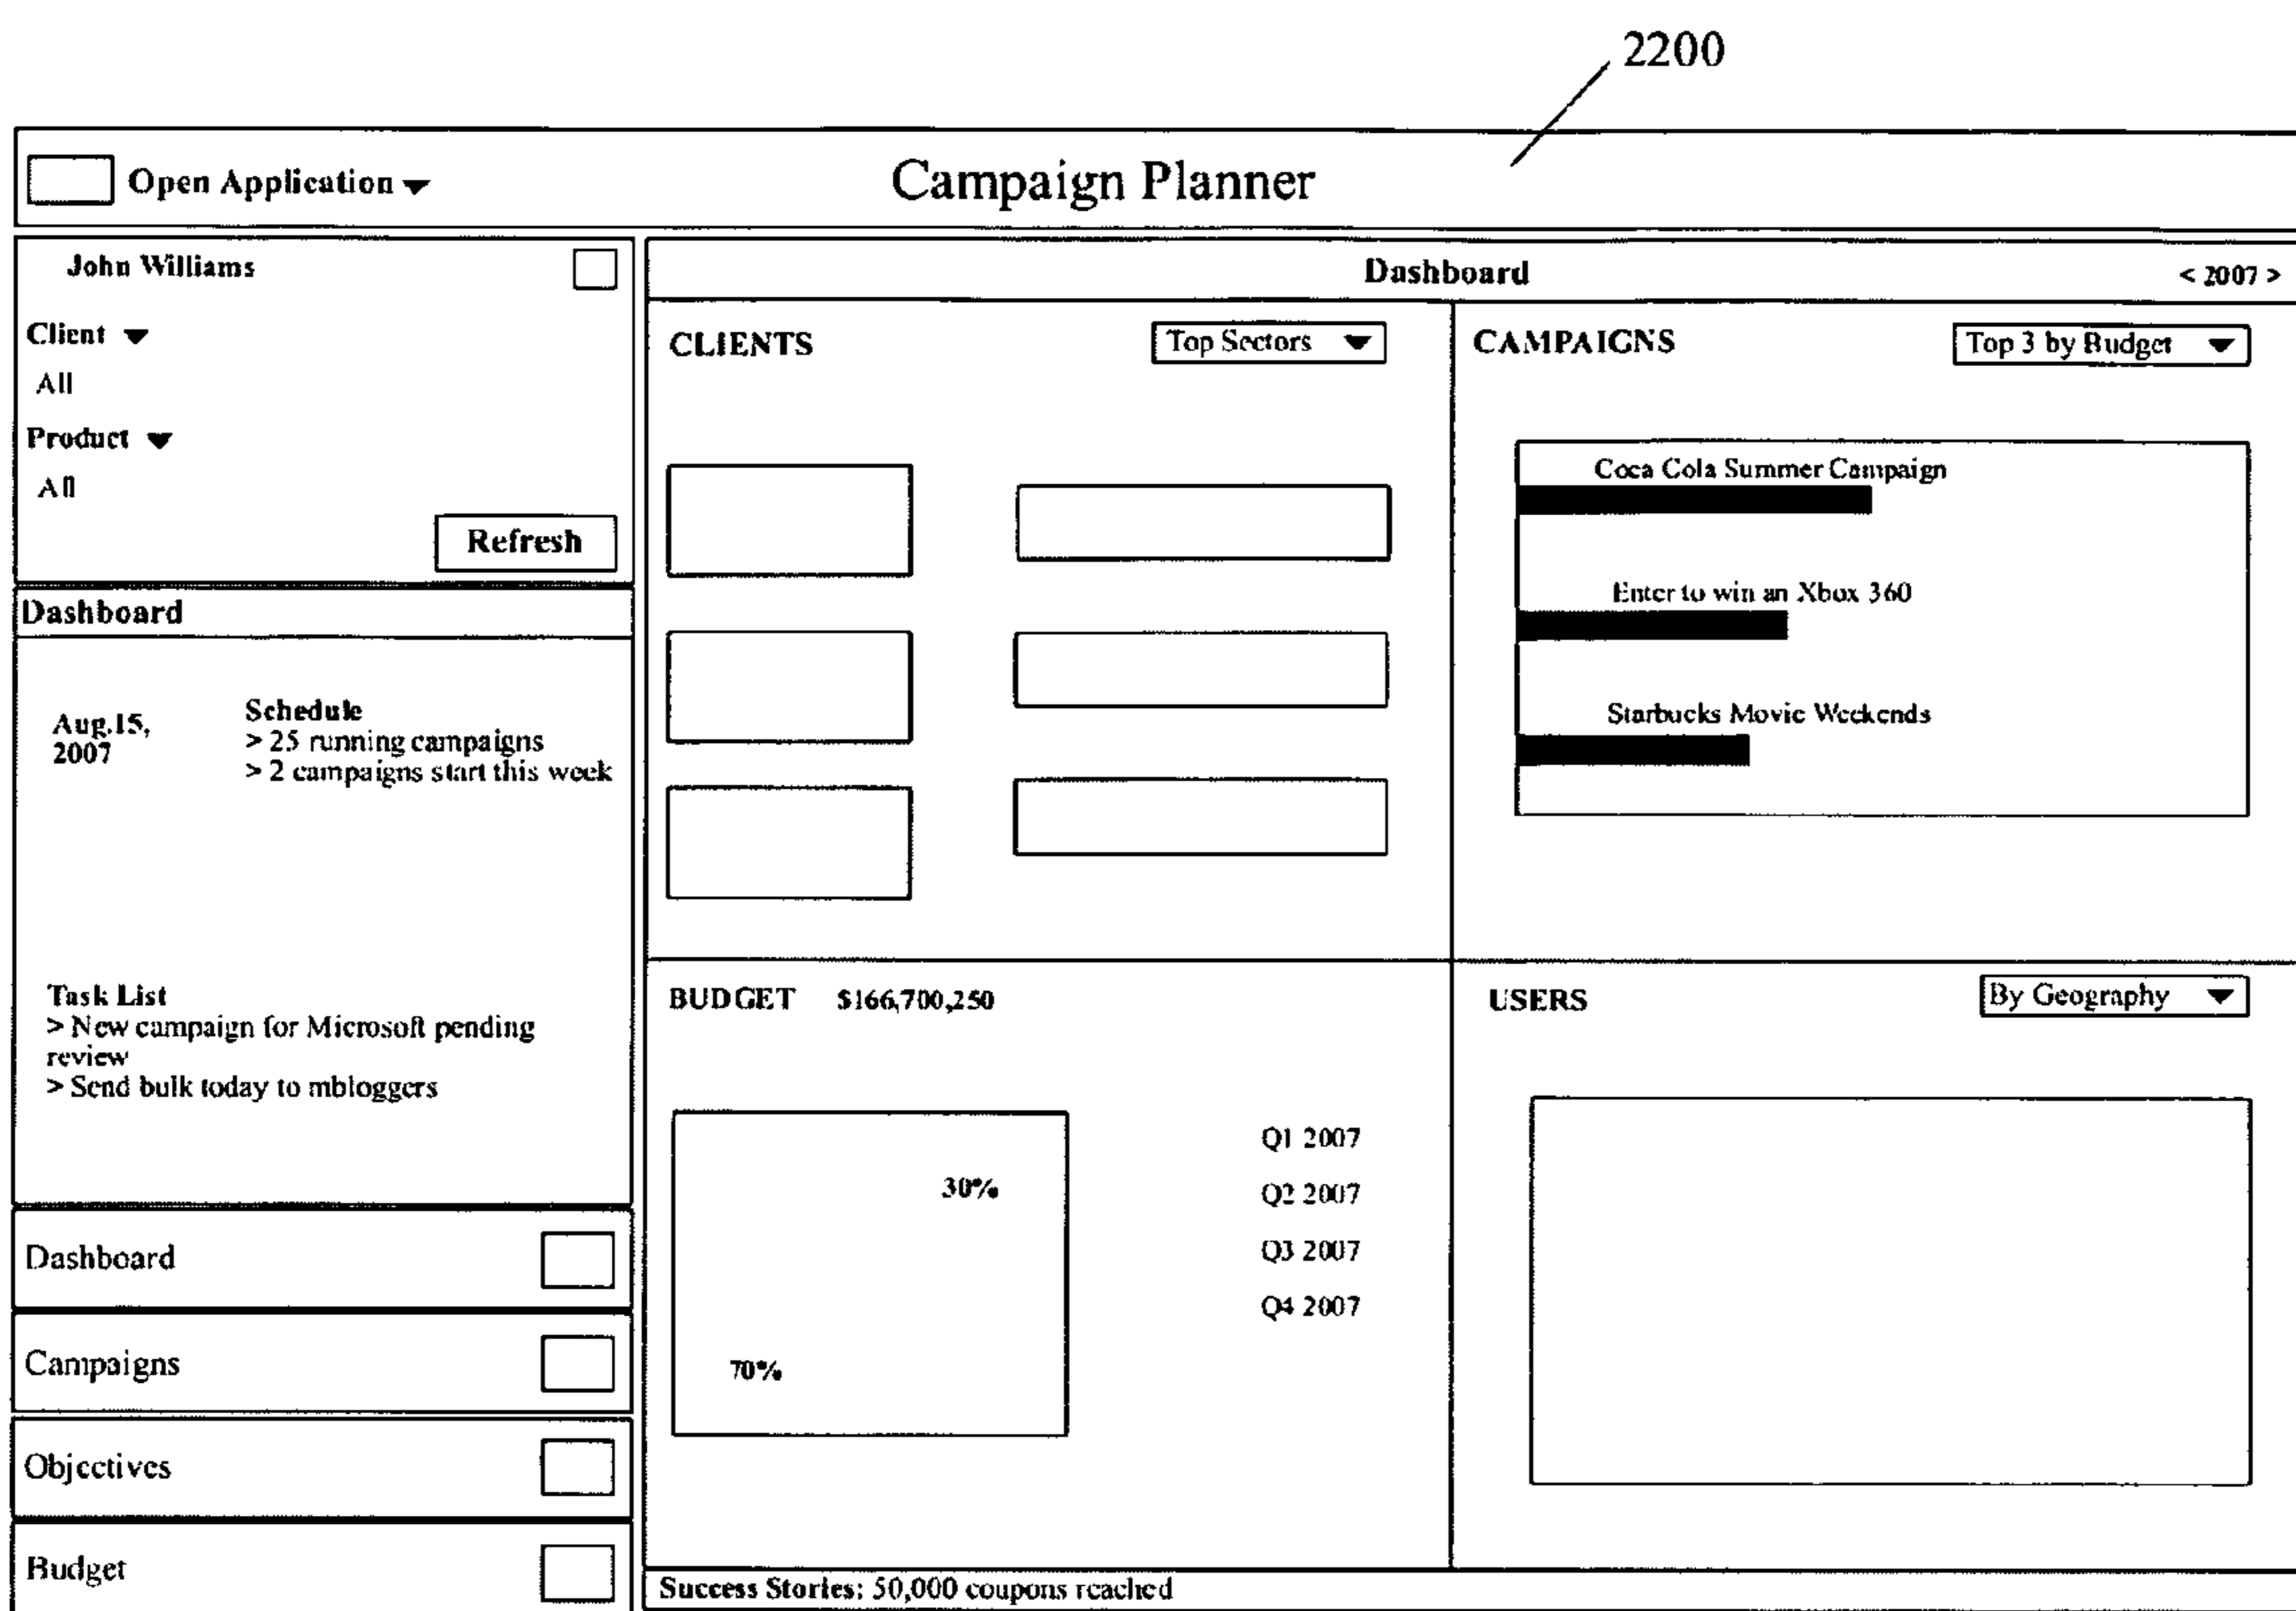 2200
Open Application
Campaign Planner
John Williams
Client
All
Product
All
Refresh
Dashboard
Aug.15,
2007
Schedule
> 25 running campaigns
> 2 campaigns start this week
Task List
> New campaign for Microsoft pending
review
> Send bulk today to mbloggers
Dashboard
Campaigns
Objectives
Budget
Dashboard
< 2007 >
CLIENTS
Top Sectors
CAMPAIGNS
Top 3 by Budget
Coca Cola Summer Campaign
Enter to win an Xbox 360
Starbucks Movie Weekends
BUDGET $166,700,250
30%
70%
Q1 2007
Q2 2007
Q3 2007
Q4 2007
USERS
By Geography
Success Stories: 50,000 coupons reached